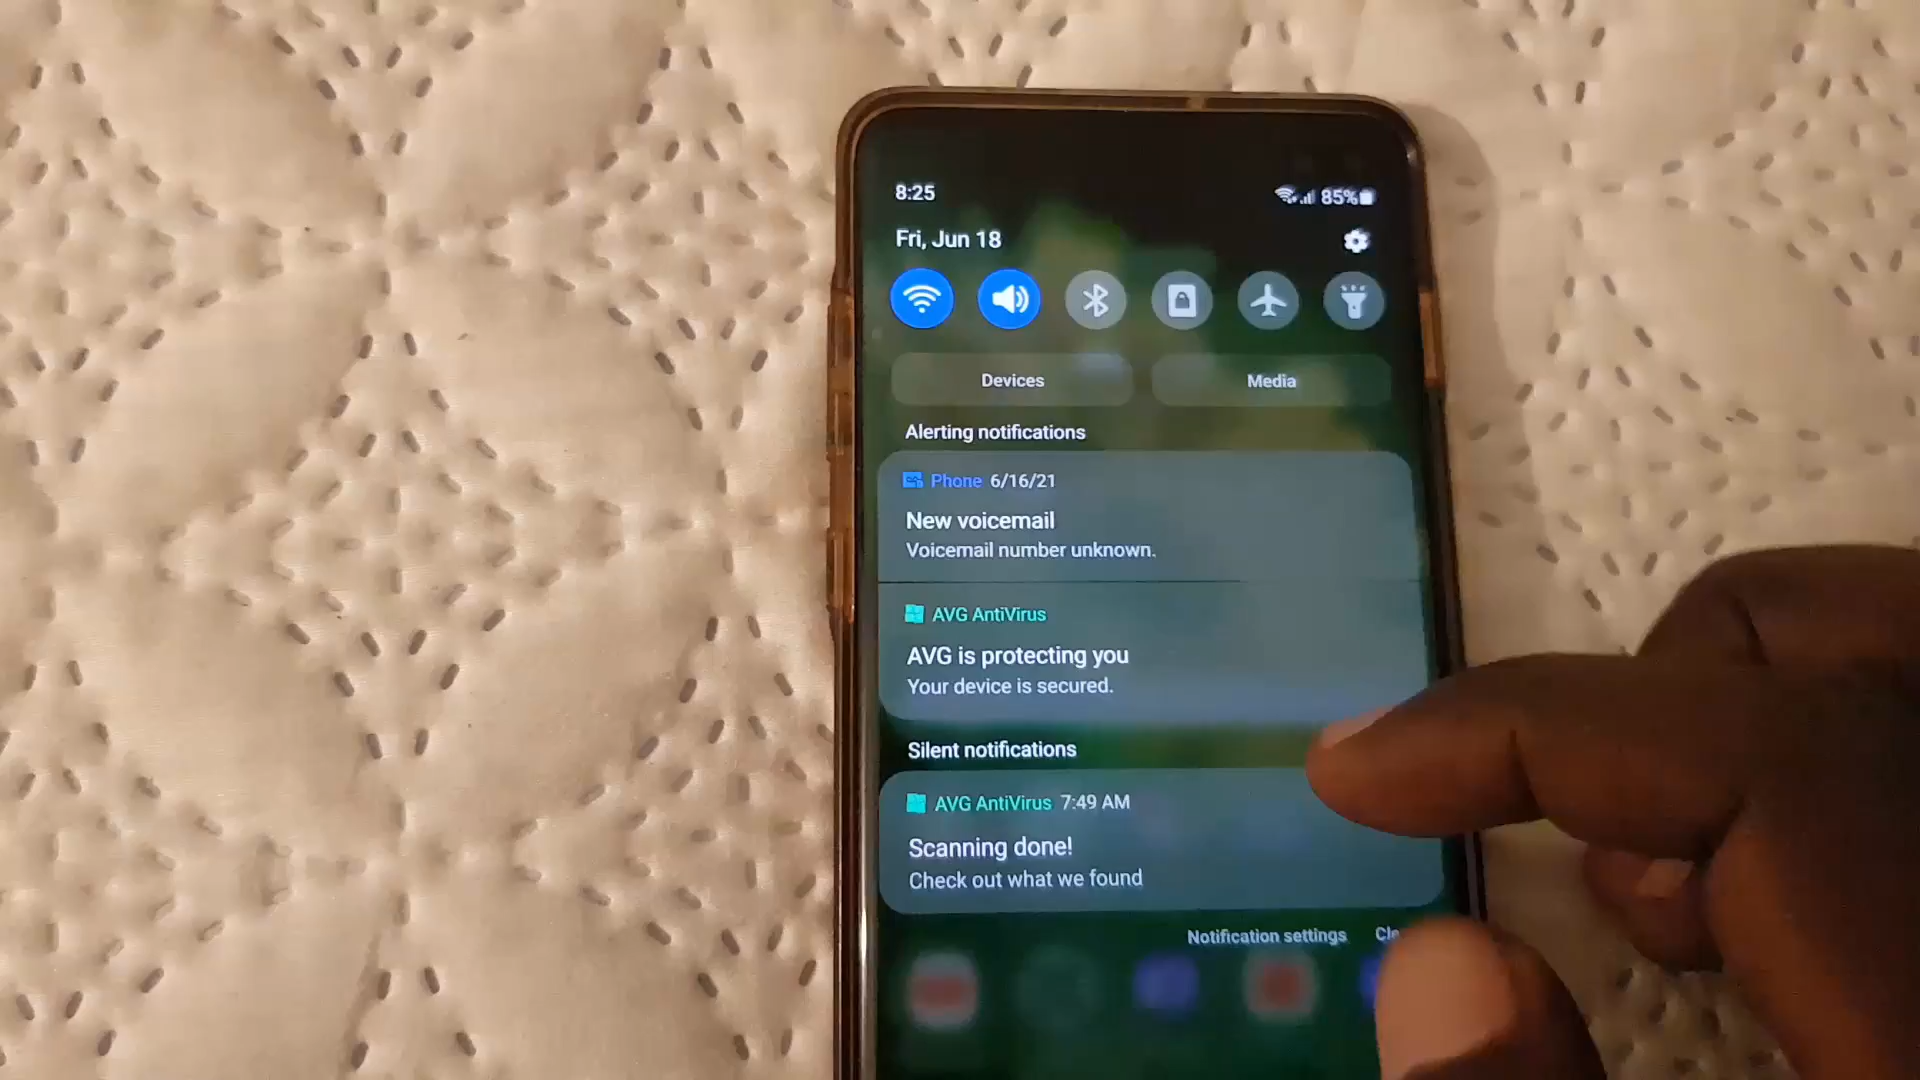 8:25
85%
Fri, Jun 18
Devices
Media
Alerting notifications
Phone 6/16/21
New voicemail
Voicemail number unknown.
AVG AntiVirus
AVG is protecting you
Your device is secured.
Silent notifications
AVG AntiVirus 7:49 AM
Scanning done!
Check out what we found
Notification settings